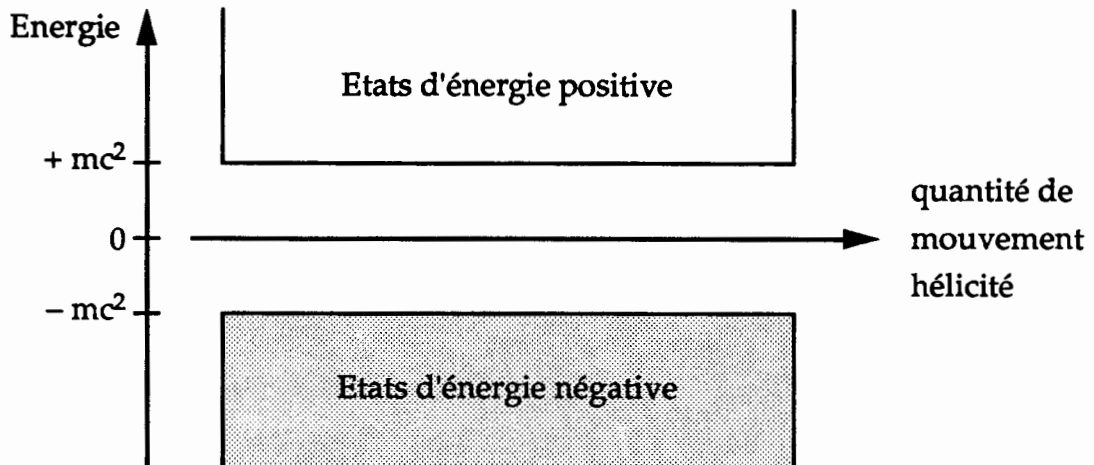 Energie
Etats d'énergie positive
+ mc²
quantité de
0
mouvement
hélicité
– mc²
Etats d'énergie négative